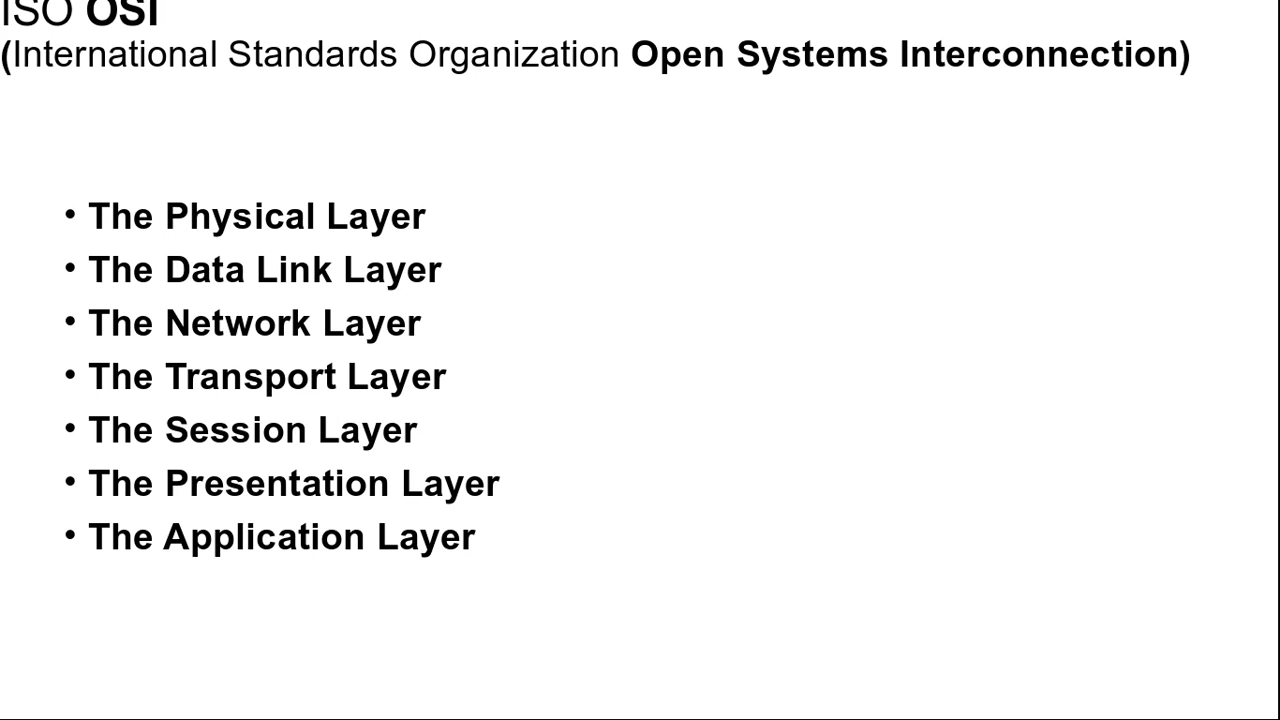 ISO OSI
(International Standards Organization Open Systems Interconnection)
• The Physical Layer
• The Data Link Layer
• The Network Layer
• The Transport Layer
• The Session Layer
• The Presentation Layer
• The Application Layer